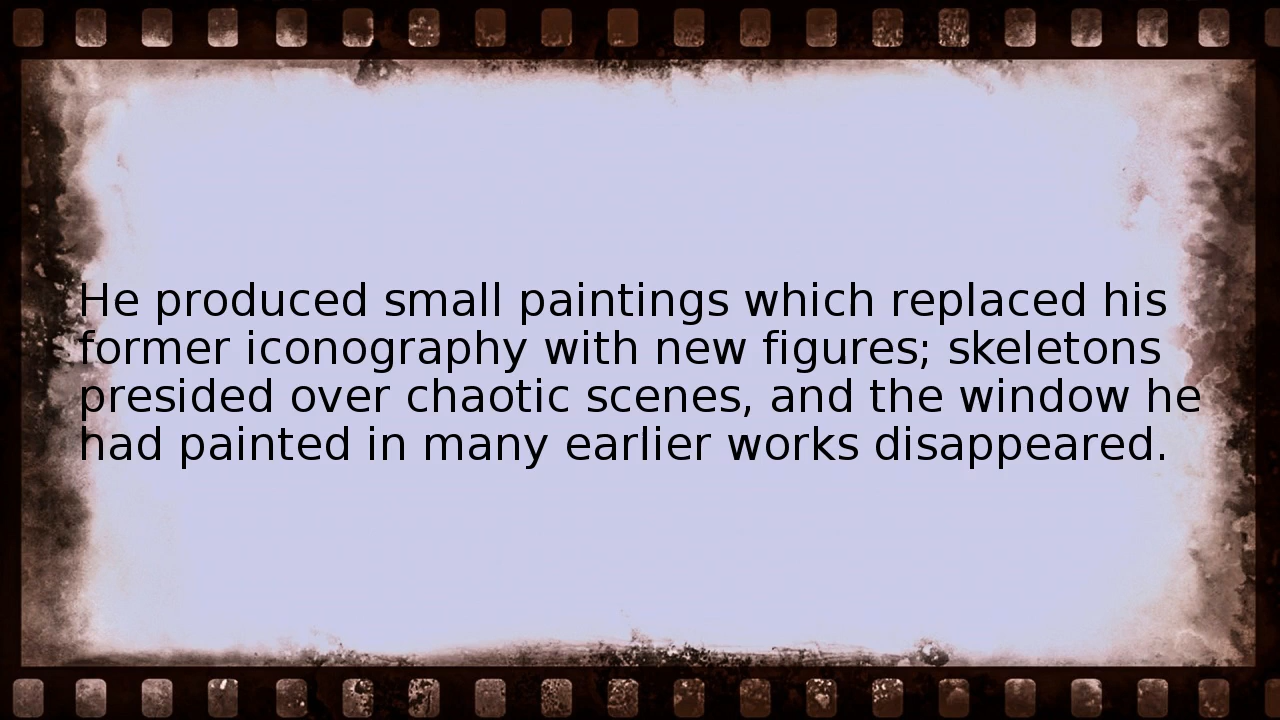 He produced small paintings which replaced his
former iconography with new figures; skeletons
presided over chaotic scenes, and the window he
had painted in many earlier works disappeared.